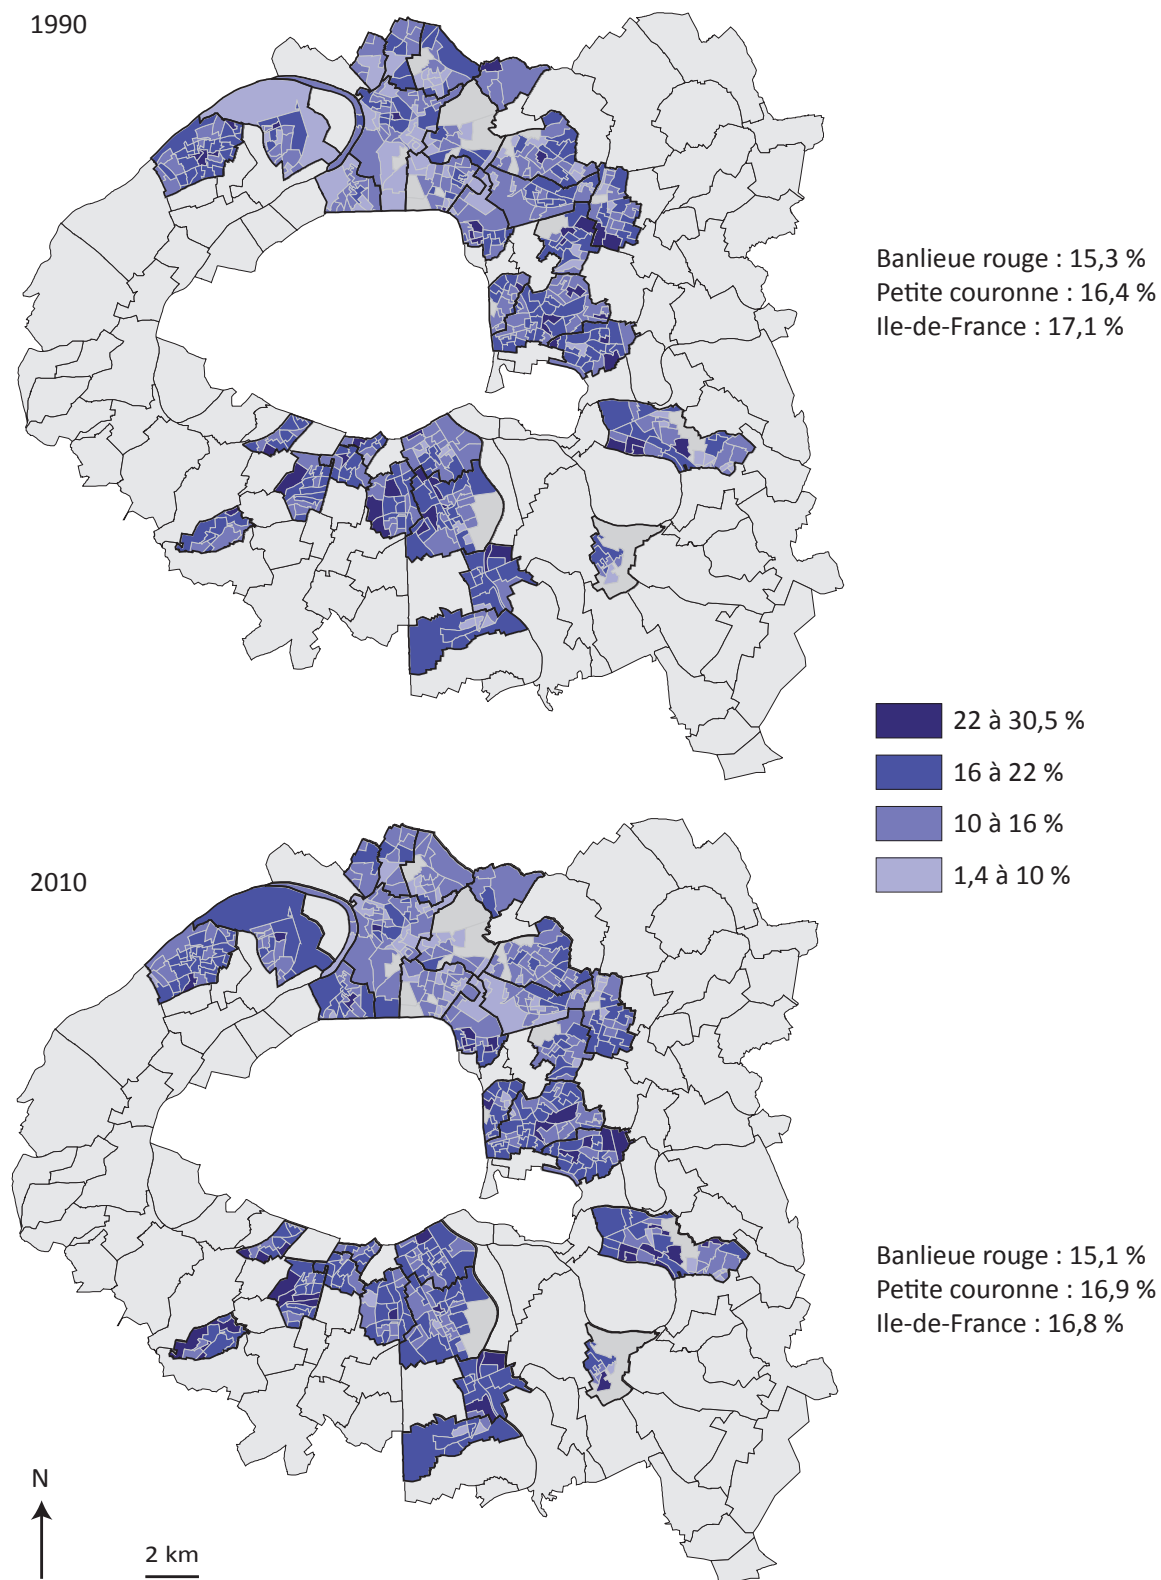 1990
Banlieue rouge : 15,3 %
Petite couronne : 16,4 %
Ile-de-France : 17,1 %
22 à 30,5 %
16 à 22 %
10 à 16 %
1,4 à 10 %
2010
Banlieue rouge : 15,1 %
Petite couronne : 16,9 %
Ile-de-France : 16,8 %
N
2 km